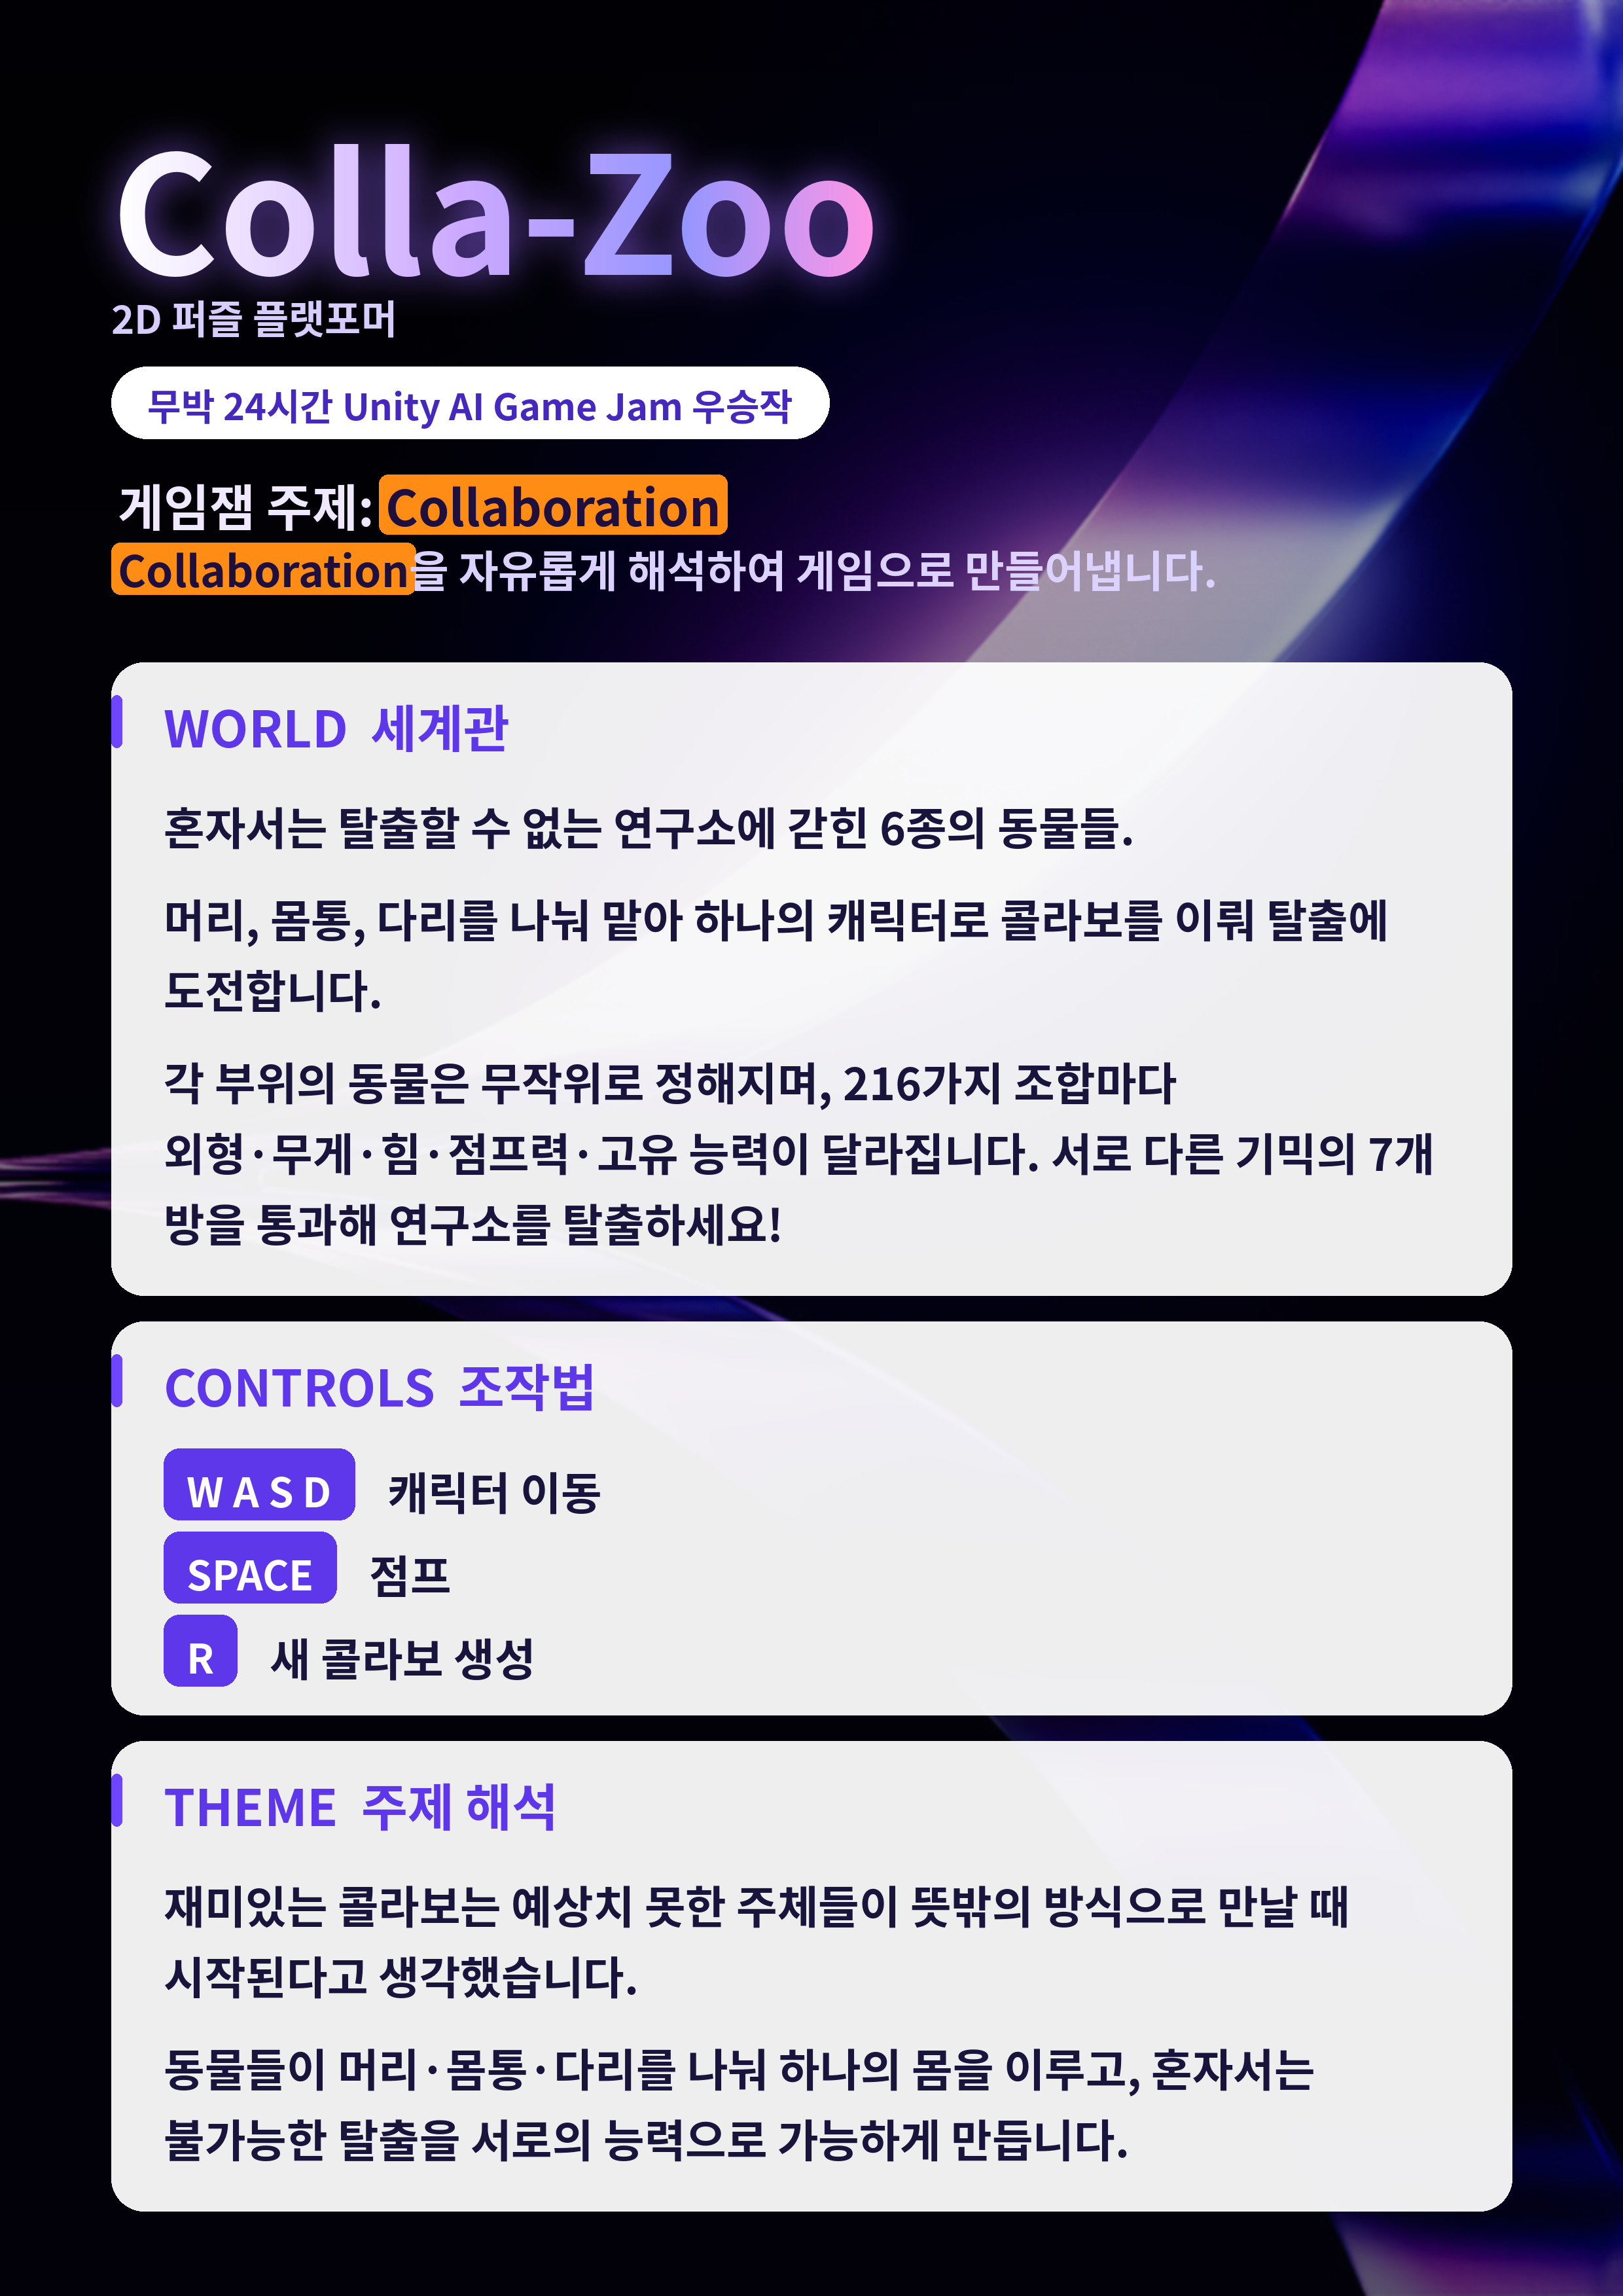 Colla-Zoo
2D 퍼즐 플랫포머
무박 24시간 Unity AI Game Jam 우승작
게임잼 주제: Collaboration
Collaboration을 자유롭게 해석하여 게임으로 만들어냅니다.
WORLD 세계관
혼자서는 탈출할 수 없는 연구소에 갇힌 6종의 동물들.
머리, 몸통, 다리를 나눠 맡아 하나의 캐릭터로 콜라보를 이뤄 탈출에
도전합니다.
각 부위의 동물은 무작위로 정해지며, 216가지 조합마다
외형·무게·힘·점프력·고유 능력이 달라집니다. 서로 다른 기믹의 7개
방을 통과해 연구소를 탈출하세요!
CONTROLS 조작법
W A S D 캐릭터 이동
SPACE 점프
R 새 콜라보 생성
THEME 주제 해석
재미있는 콜라보는 예상치 못한 주체들이 뜻밖의 방식으로 만날 때
시작된다고 생각했습니다.
동물들이 머리·몸통·다리를 나눠 하나의 몸을 이루고, 혼자서는
불가능한 탈출을 서로의 능력으로 가능하게 만듭니다.